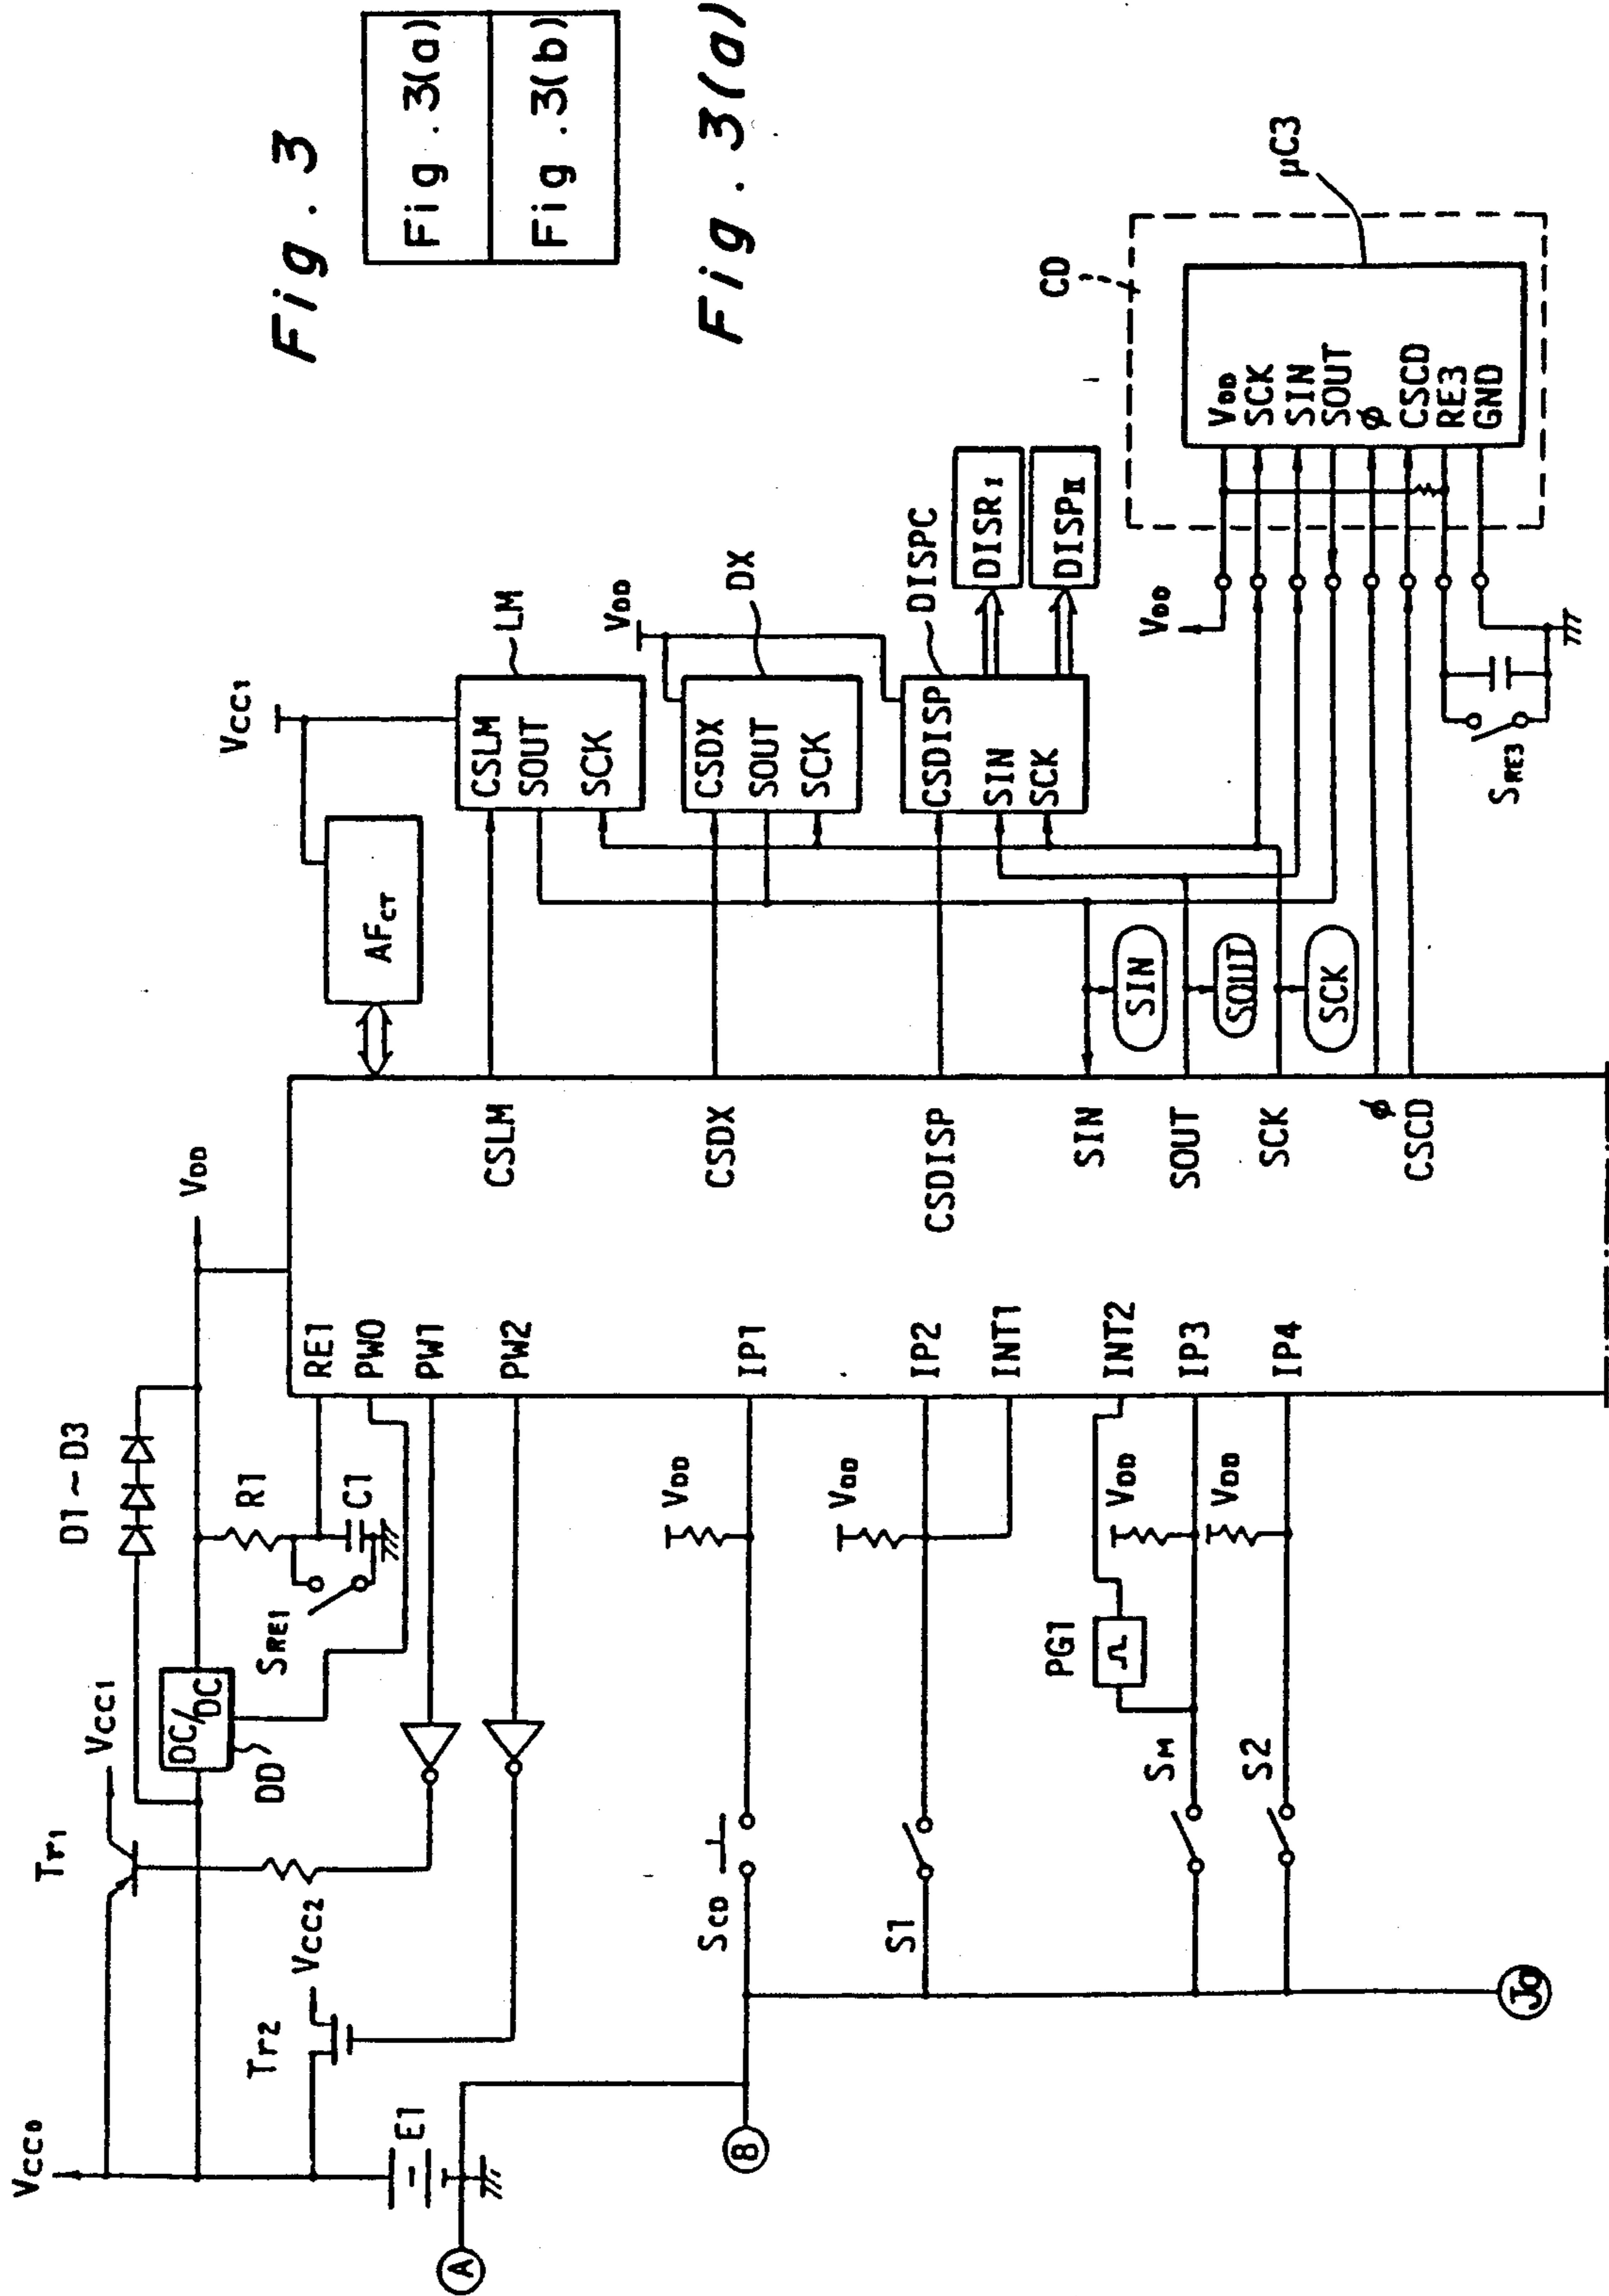 Fig. 3
Fig. 3(a)
Fig. 3(b)
Fig. 3(a)
VCC0
Tr1
VCC1
D1~D3
VDD
DC/DC
DD
R1
SRE1
C1
Tr2
VCC2
E1
A
B
RE1
PW0
PW1
PW2
IP1
IP2
INT1
INT2
IP3
IP4
VDD
VDD
VDD
VDD
SCD
S1
PG1
SM
S2
J0
CSLM
CSDX
CSDISP
SIN
SOUT
SCK
φ
CSCD
SIN
SOUT
SCK
AFCT
VCC1
LM
CSLM
SOUT
SCK
VDD
DX
CSDX
SOUT
SCK
DISPC
CSDISP
SIN
SCK
DISRI
DISPII
CD
μC3
VDD
SCK
SIN
SOUT
φ
CSCD
RE3
GND
VDD
SRE3